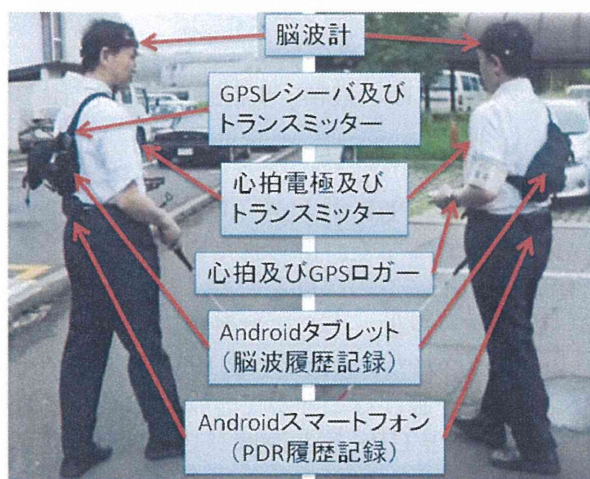 脳波計
GPSレシーバ及び
トランスミッター
心拍電極及び
トランスミッター
心拍及びGPSロガー
Androidタブレット
(脳波履歴記録)
Androidスマートフォン
(PDR履歴記録)